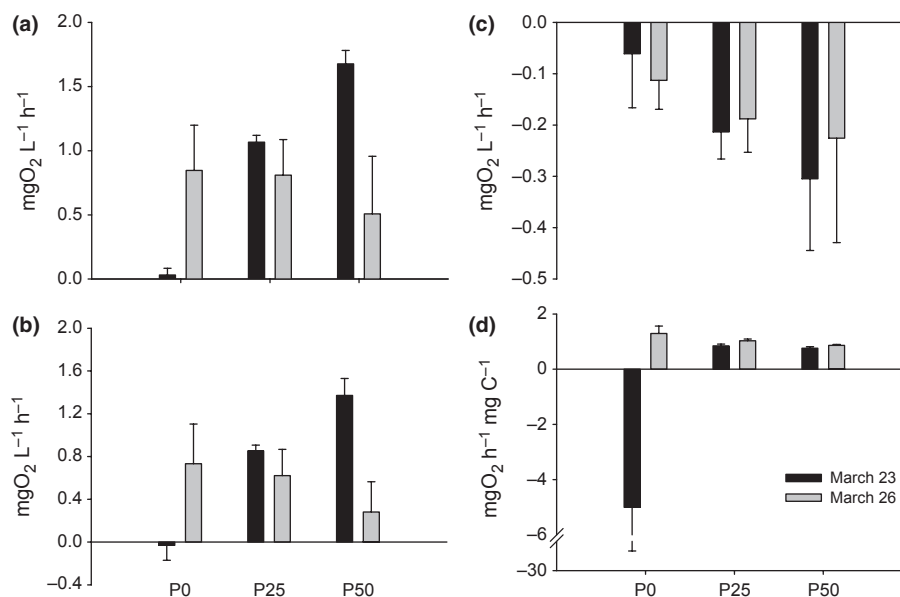 (a)
2.0
1.5
1.0
0.5
0.0
mgO₂ L⁻¹ h⁻¹
(b)
2.0
1.6
1.2
0.8
0.4
0.0
−0.4
mgO₂ L⁻¹ h⁻¹
P0 P25 P50
(c)
0.0
−0.1
−0.2
−0.3
−0.4
−0.5
mgO₂ L⁻¹ h⁻¹
(d)
2
0
−2
−4
−6
−30
mgO₂ h⁻¹ mg C⁻¹
March 23
March 26
P0 P25 P50